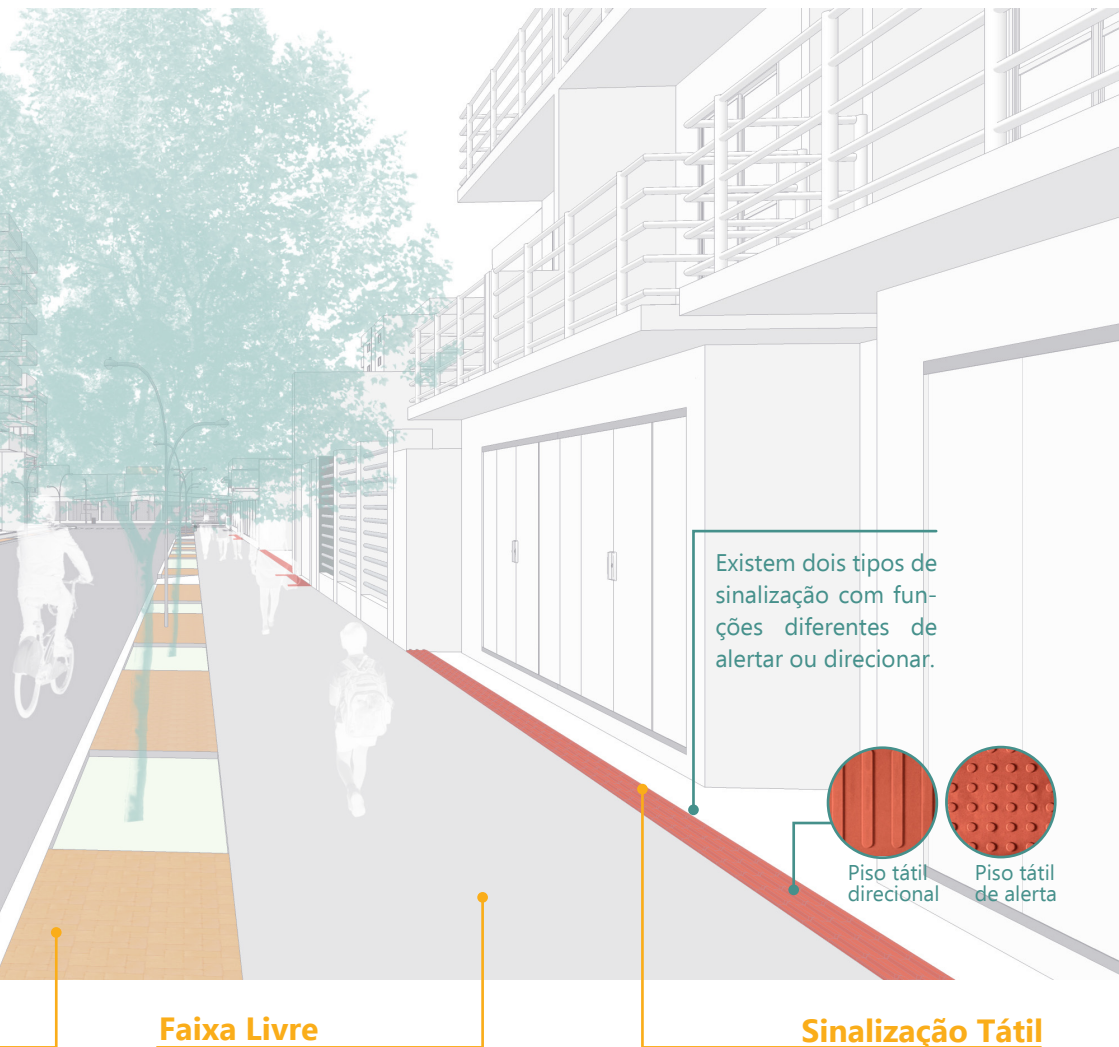 Existem dois tipos de
sinalização com fun-
ções diferentes de
alertar ou direcionar.
Piso tátil
direcional
Piso tátil
de alerta
Faixa Livre
Sinalização Tátil